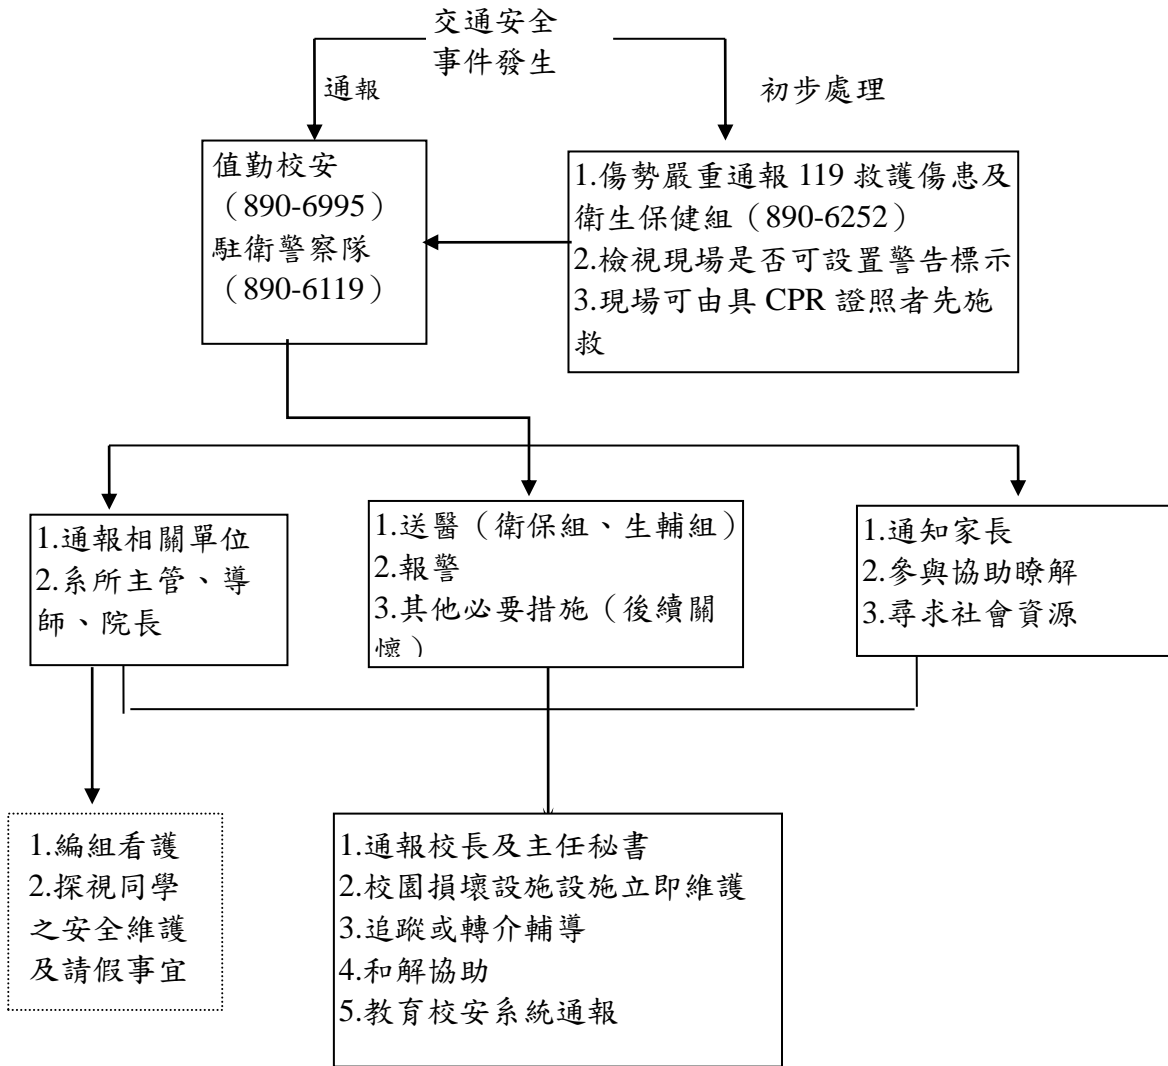 交通安全
事件發生
通報
初步處理
值勤校安
（890-6995）
駐衛警察隊
（890-6119）
1.傷勢嚴重通報 119 救護傷患及
衛生保健組（890-6252）
2.檢視現場是否可設置警告標示
3.現場可由具 CPR 證照者先施
救
1.通報相關單位
2.系所主管、導
師、院長
1.送醫（衛保組、生輔組）
2.報警
3.其他必要措施（後續關
懷）
1.通知家長
2.參與協助瞭解
3.尋求社會資源
1.編組看護
2.探視同學
之安全維護
及請假事宜
1.通報校長及主任秘書
2.校園損壞設施設施立即維護
3.追蹤或轉介輔導
4.和解協助
5.教育校安系統通報